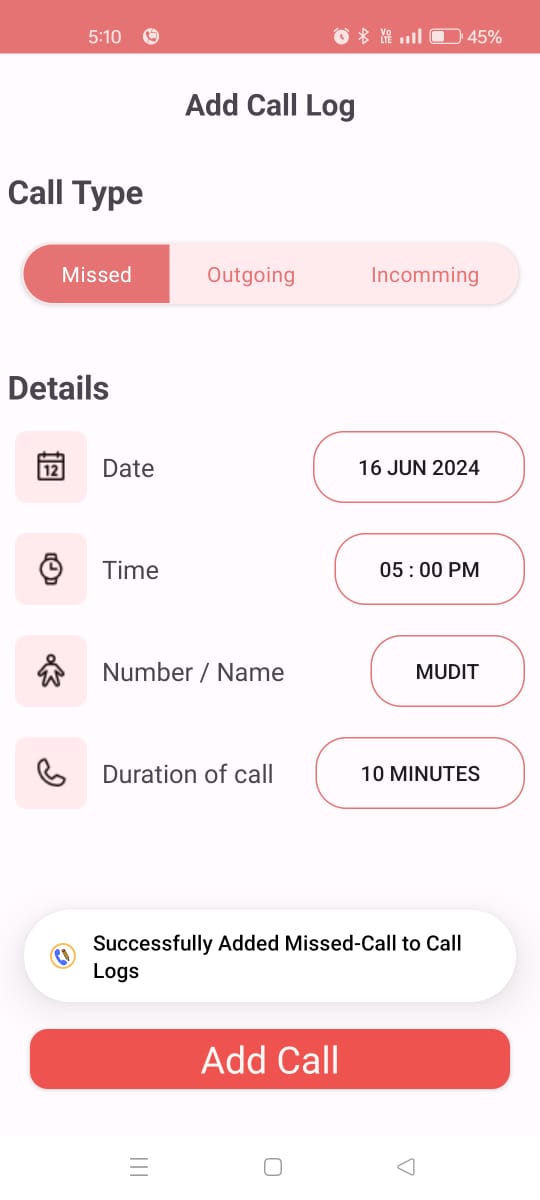 5:10
Vo
LTE
45%
Add Call Log
Call Type
Missed
Outgoing
Incomming
Details
12
Date
16 JUN 2024
Time
05 : 00 PM
Number / Name
MUDIT
Duration of call
10 MINUTES
Successfully Added Missed-Call to Call
Logs
Add Call